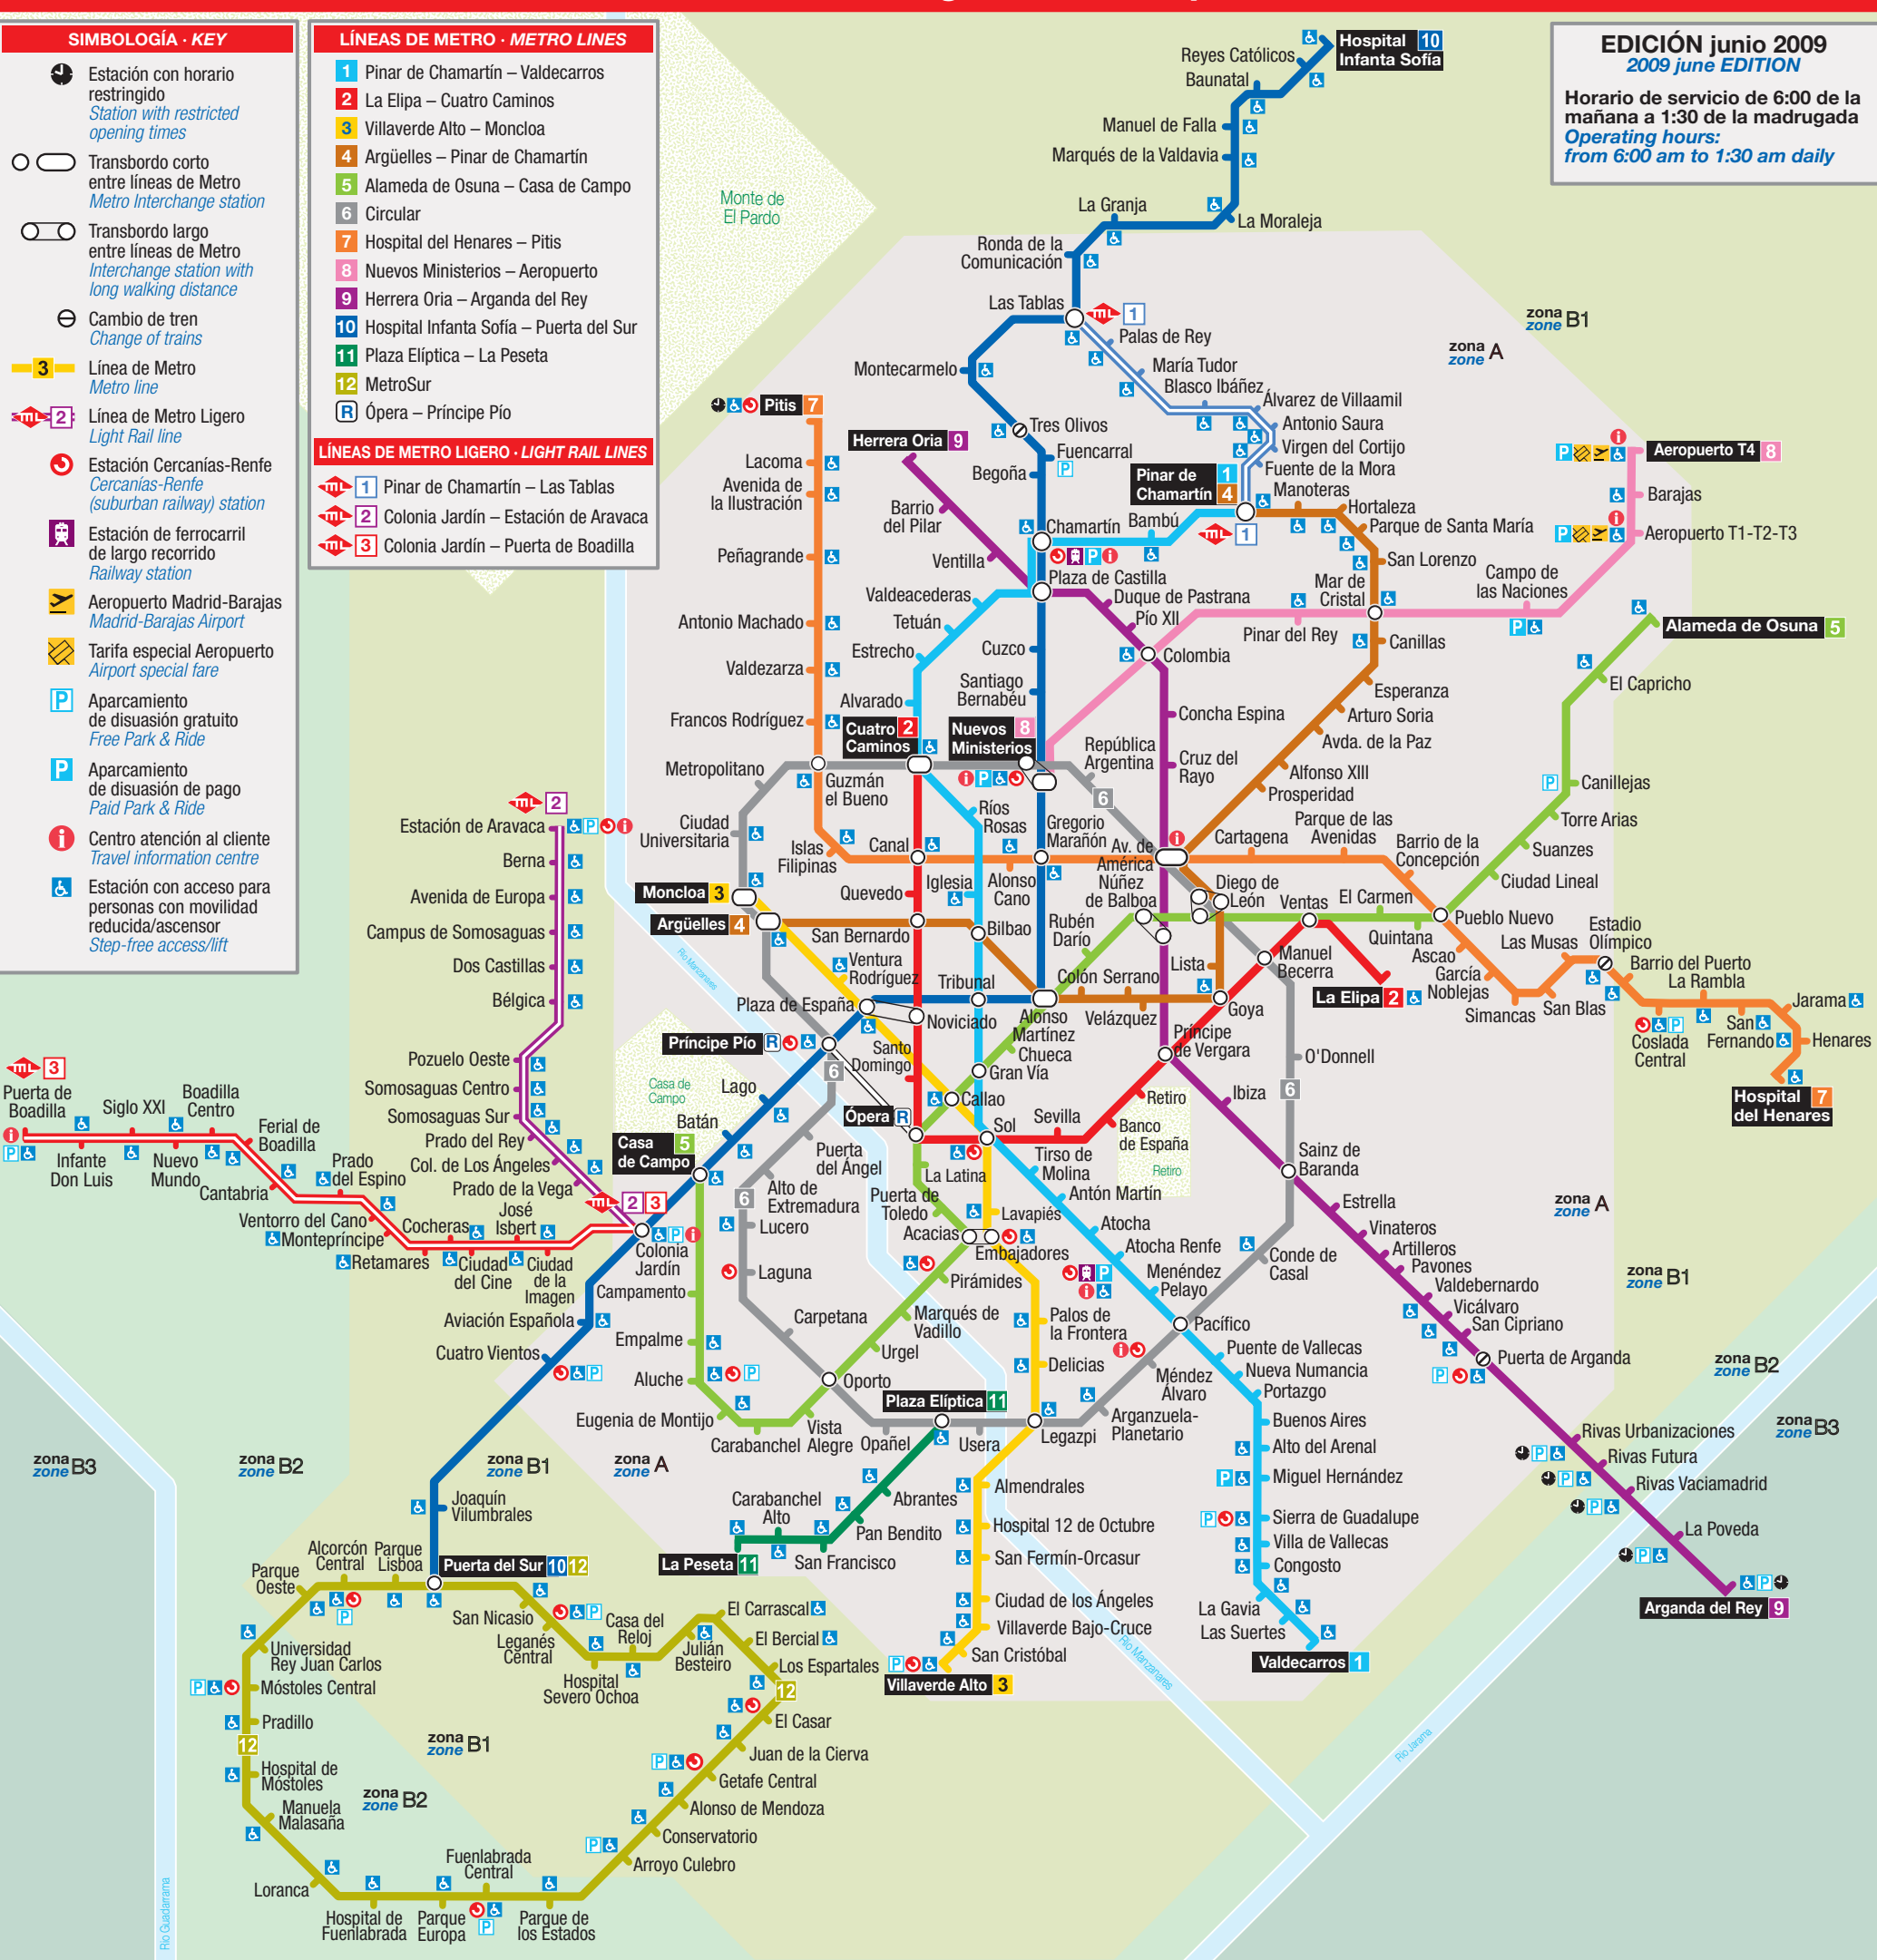 SIMBOLOGÍA · KEY
Estación con horario
restringido
Station with restricted
opening times
Transbordo corto
entre líneas de Metro
Metro Interchange station
Transbordo largo
entre líneas de Metro
Interchange station with
long walking distance
Cambio de tren
Change of trains
3
Línea de Metro
Metro line
ML 2
Línea de Metro Ligero
Light Rail line
Estación Cercanías-Renfe
Cercanías-Renfe
(suburban railway) station
Estación de ferrocarril
de largo recorrido
Railway station
Aeropuerto Madrid-Barajas
Madrid-Barajas Airport
Tarifa especial Aeropuerto
Airport special fare
P
Aparcamiento
de disuasión gratuito
Free Park & Ride
P
Aparcamiento
de disuasión de pago
Paid Park & Ride
i
Centro atención al cliente
Travel information centre
Estación con acceso para
personas con movilidad
reducida/ascensor
Step-free access/lift
LÍNEAS DE METRO · METRO LINES
1 Pinar de Chamartín – Valdecarros
2 La Elipa – Cuatro Caminos
3 Villaverde Alto – Moncloa
4 Argüelles – Pinar de Chamartín
5 Alameda de Osuna – Casa de Campo
6 Circular
7 Hospital del Henares – Pitis
8 Nuevos Ministerios – Aeropuerto
9 Herrera Oria – Arganda del Rey
10 Hospital Infanta Sofía – Puerta del Sur
11 Plaza Elíptica – La Peseta
12 MetroSur
R Ópera – Príncipe Pío
LÍNEAS DE METRO LIGERO · LIGHT RAIL LINES
ML 1 Pinar de Chamartín – Las Tablas
ML 2 Colonia Jardín – Estación de Aravaca
ML 3 Colonia Jardín – Puerta de Boadilla
EDICIÓN junio 2009
2009 june EDITION
Horario de servicio de 6:00 de la
mañana a 1:30 de la madrugada
Operating hours:
from 6:00 am to 1:30 am daily
Hospital 10
Infanta Sofía
Reyes Católicos
Baunatal
Manuel de Falla
Marqués de la Valdavia
La Moraleja
La Granja
Ronda de la
Comunicación
Las Tablas
ML 1
Palas de Rey
María Tudor
Blasco Ibáñez
Álvarez de Villaamil
Antonio Saura
Virgen del Cortijo
Fuente de la Mora
Monte de
El Pardo
Montecarmelo
Tres Olivos
Fuencarral
P
Begoña
Pinar de 1
Chamartín 4
ML 1
Manoteras
Hortaleza
Parque de Santa María
San Lorenzo
Mar de
Cristal
Canillas
Esperanza
Arturo Soria
Avda. de la Paz
Alfonso XIII
Prosperidad
zona
zone B1
zona
zone A
Aeropuerto T4 8
Barajas
Aeropuerto T1-T2-T3
Campo de
las Naciones
Pinar del Rey
Colombia
Alameda de Osuna 5
El Capricho
Canillejas
Torre Arias
Suanzes
Ciudad Lineal
Pueblo Nuevo
Pitis 7
Lacoma
Avenida de
la Ilustración
Peñagrande
Antonio Machado
Valdezarza
Francos Rodríguez
Guzmán
el Bueno
Islas
Filipinas
Herrera Oria 9
Barrio
del Pilar
Ventilla
Chamartín
Bambú
Plaza de Castilla
Duque de Pastrana
Pío XII
Valdeacederas
Tetuán
Estrecho
Alvarado
Cuzco
Santiago
Bernabéu
Cuatro 2
Caminos
Nuevos 8
Ministerios
República
Argentina
6
Concha Espina
Cruz del
Rayo
Metropolitano
Ciudad
Universitaria
Moncloa 3
Argüelles 4
Ríos
Rosas
Gregorio
Marañón
Canal
Quevedo
Iglesia
Alonso
Cano
Av. de
América
Núñez
de Balboa
Cartagena
Parque de las
Avenidas
Barrio de la
Concepción
Diego de
León
Ventas
El Carmen
Quintana
Ascao
García
Noblejas
Simancas
San Blas
Las Musas
Estadio
Olímpico
Barrio del Puerto
La Rambla
Coslada
Central
San
Fernando
Jarama
Henares
Hospital 7
del Henares
Manuel
Becerra
La Elipa 2
San Bernardo
Bilbao
Rubén
Darío
Lista
Ventura
Rodríguez
Tribunal
Colón
Serrano
Velázquez
Goya
Plaza de España
Noviciado
Alonso
Martínez
Príncipe Pío R
6
Santo
Domingo
Chueca
Gran Vía
Callao
Príncipe
de Vergara
O'Donnell
6
Ibiza
Retiro
Banco
de España
Retiro
Sevilla
Sol
Ópera R
Lago
Casa de
Campo
Batán
Casa 5
de Campo
Puerta
del Ángel
Alto de
Extremadura
6
Lucero
Laguna
Carpetana
La Latina
Puerta de
Toledo
Acacias
Lavapiés
Embajadores
Tirso de
Molina
Antón Martín
Atocha
Atocha Renfe
Menéndez
Pelayo
Pacífico
Sainz de
Baranda
Conde de
Casal
Estrella
Vinateros
Artilleros
Pavones
Valdebernardo
Vicálvaro
San Cipriano
Puerta de Arganda
Rivas Urbanizaciones
Rivas Futura
Rivas Vaciamadrid
La Poveda
Arganda del Rey 9
zona
zone A
zona
zone B1
zona
zone B2
zona
zone B3
ML 2
Estación de Aravaca
Berna
Avenida de Europa
Campus de Somosaguas
Dos Castillas
Bélgica
Pozuelo Oeste
Somosaguas Centro
Somosaguas Sur
Prado del Rey
Col. de Los Ángeles
Prado de la Vega
ML 2 3
Colonia
Jardín
ML 3
Puerta de
Boadilla
Infante
Don Luis
Siglo XXI
Nuevo
Mundo
Boadilla
Centro
Ferial de
Boadilla
Cantabria
Prado
del Espino
Ventorro del Cano
Montepríncipe
Retamares
Cocheras
Ciudad
del Cine
José
Isbert
Ciudad
de la
Imagen
Campamento
Aviación Española
Empalme
Cuatro Vientos
Aluche
Eugenia de Montijo
Carabanchel
Vista
Alegre
Oporto
Urgel
Marqués de
Vadillo
Pirámides
Palos de
la Frontera
Delicias
Méndez
Álvaro
Arganzuela-
Planetario
Legazpi
Usera
Opañel
Plaza Elíptica 11
Abrantes
Pan Bendito
San Francisco
Carabanchel
Alto
La Peseta 11
Puente de Vallecas
Nueva Numancia
Portazgo
Buenos Aires
Alto del Arenal
Miguel Hernández
Sierra de Guadalupe
Villa de Vallecas
Congosto
La Gavia
Las Suertes
Valdecarros 1
Almendrales
Hospital 12 de Octubre
San Fermín-Orcasur
Ciudad de los Ángeles
Villaverde Bajo-Cruce
San Cristóbal
Villaverde Alto 3
zona
zone B3
zona
zone B2
zona
zone B1
zona
zone A
Joaquín
Vilumbrales
Puerta del Sur 10 12
Parque
Lisboa
Alcorcón
Central
Parque
Oeste
Universidad
Rey Juan Carlos
Móstoles Central
Pradillo
12
Hospital de
Móstoles
Manuela
Malasaña
Loranca
Hospital de
Fuenlabrada
Parque
Europa
Fuenlabrada
Central
Parque de
los Estados
Arroyo Culebro
Conservatorio
Alonso de Mendoza
Getafe Central
Juan de la Cierva
El Casar
12
Los Espartales
El Bercial
El Carrascal
Julián
Besteiro
Casa del
Reloj
Hospital
Severo Ochoa
Leganés
Central
San Nicasio
zona
zone B1
zona
zone B2
Río Manzanares
Río Manzanares
Río Jarama
Río Guadarrama